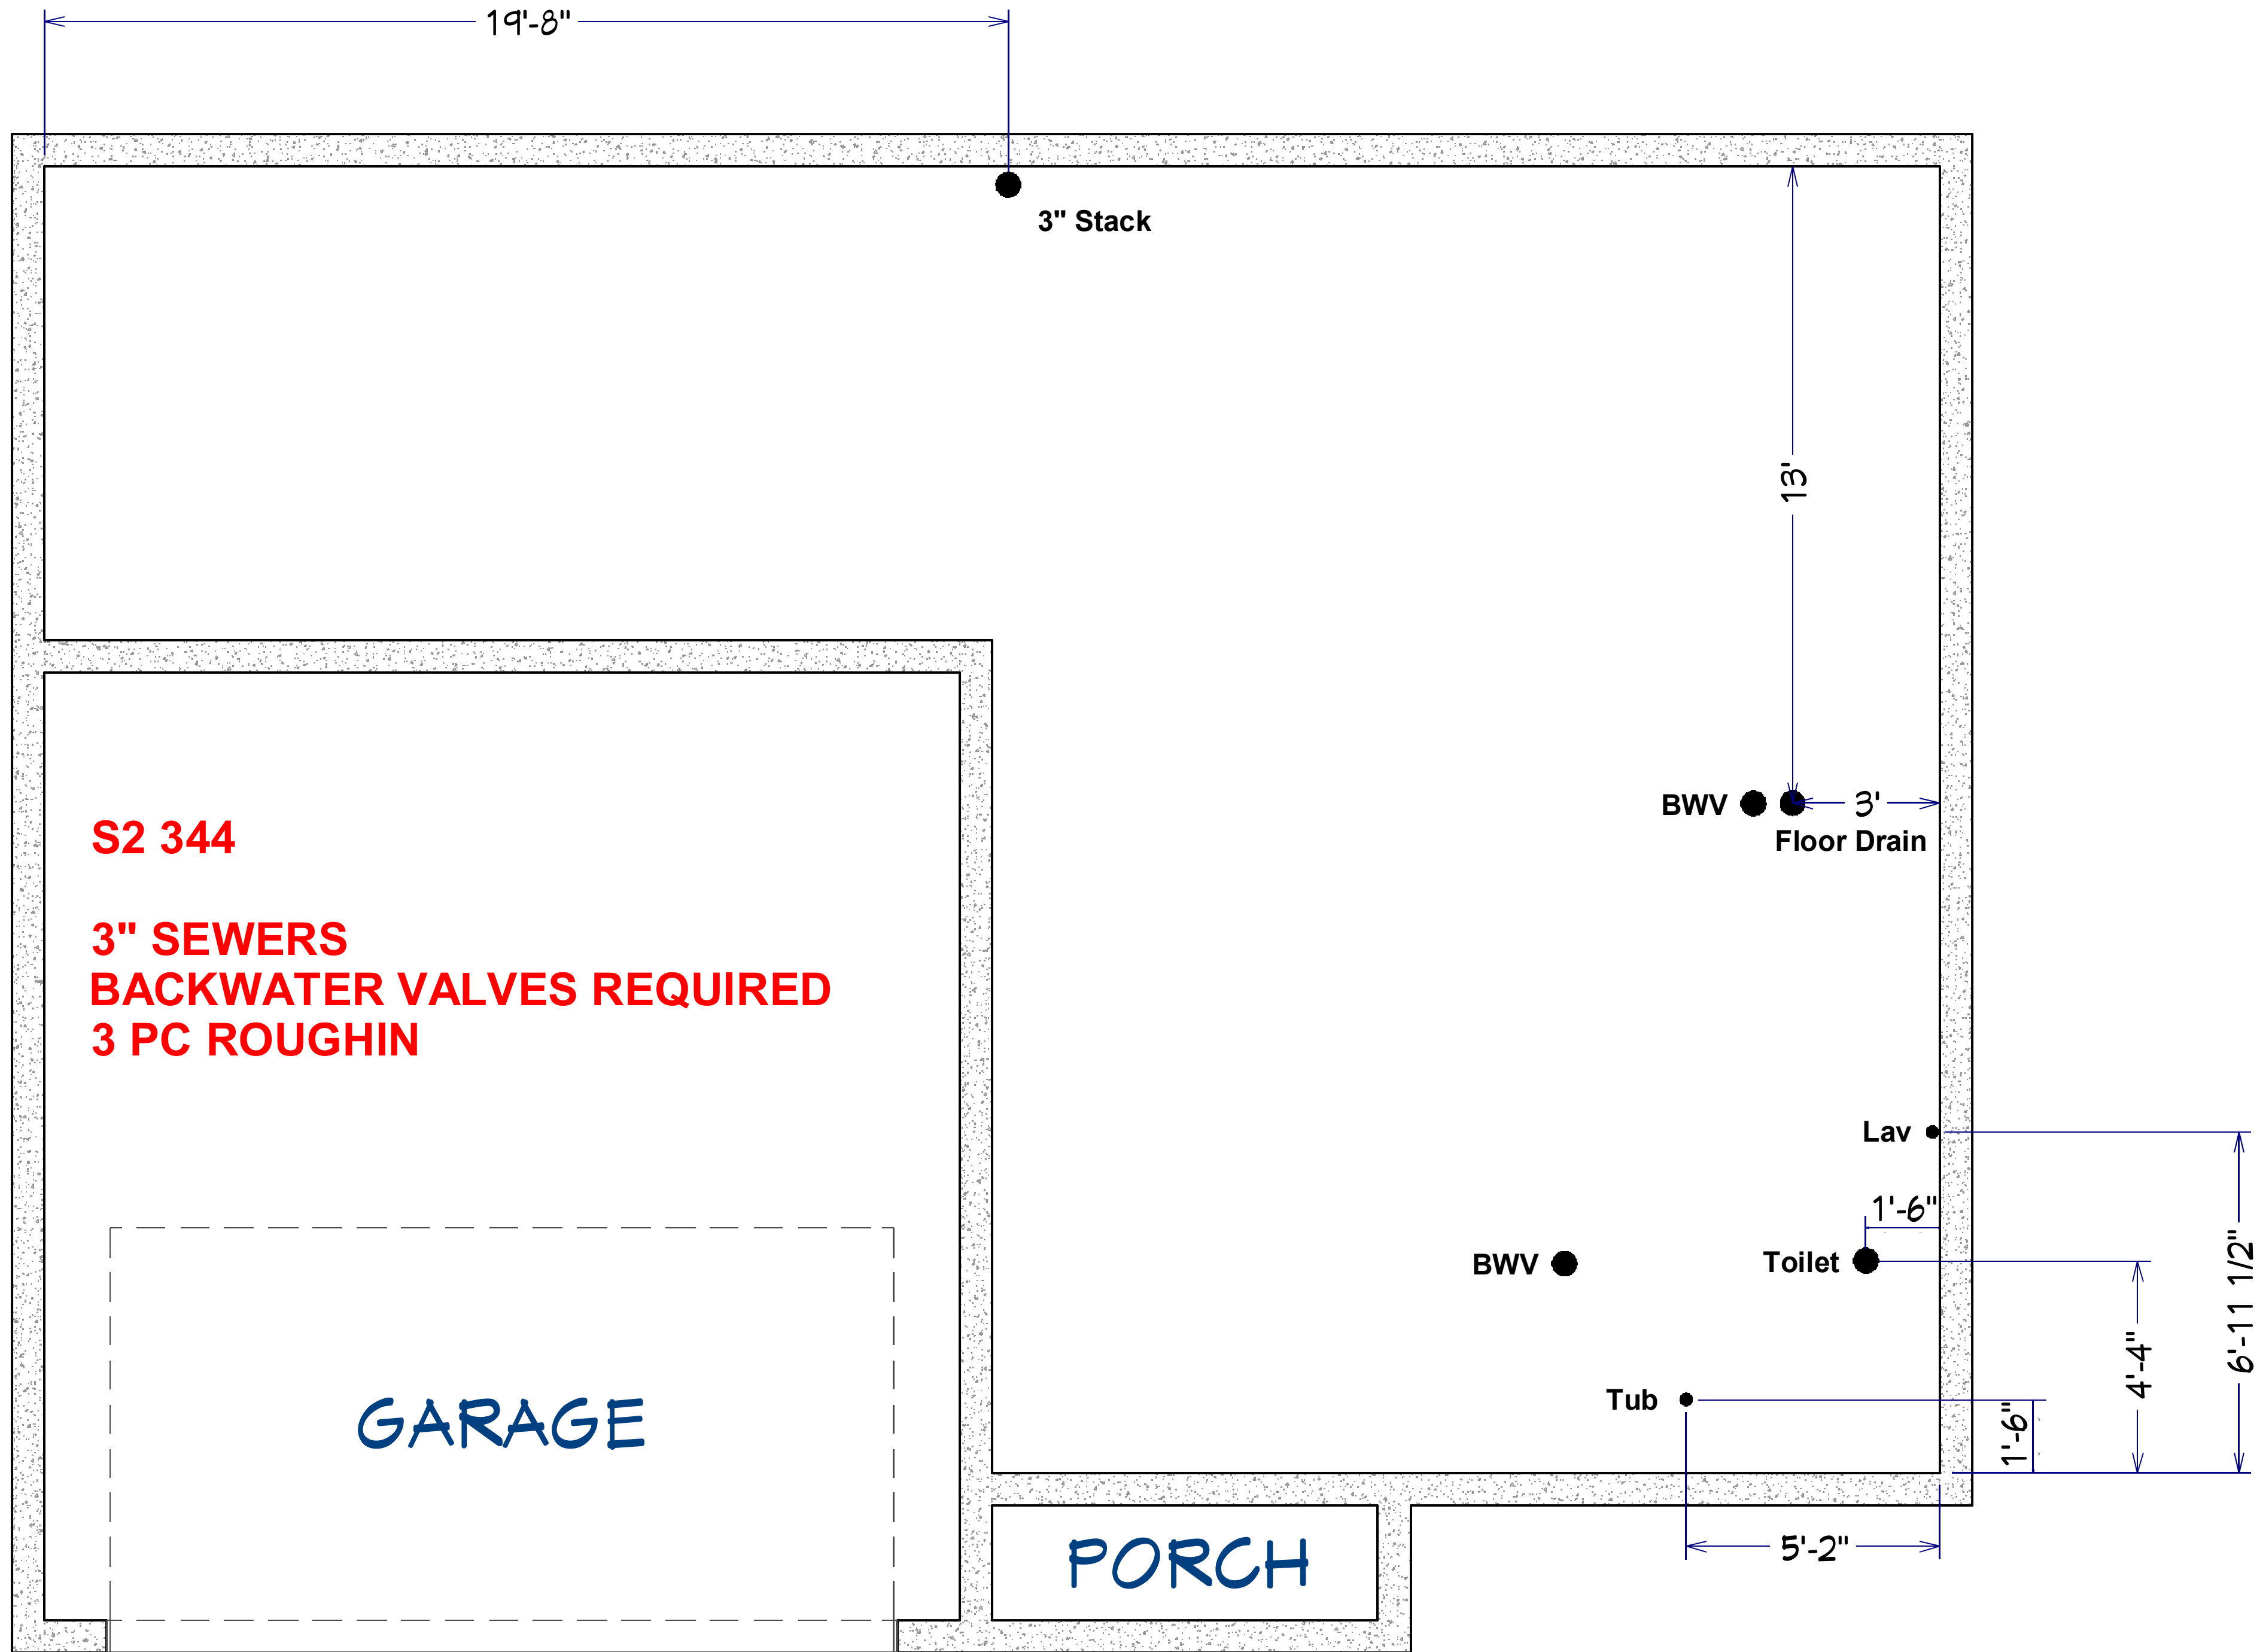 19'-8"
3" Stack
13'
BWV
3'
Floor Drain
S2 344
3" SEWERS
BACKWATER VALVES REQUIRED
3 PC ROUGHIN
Lav
1'-6"
BWV
Toilet
6'-11 1/2"
4'-4"
Tub
1'-6"
GARAGE
PORCH
5'-2"